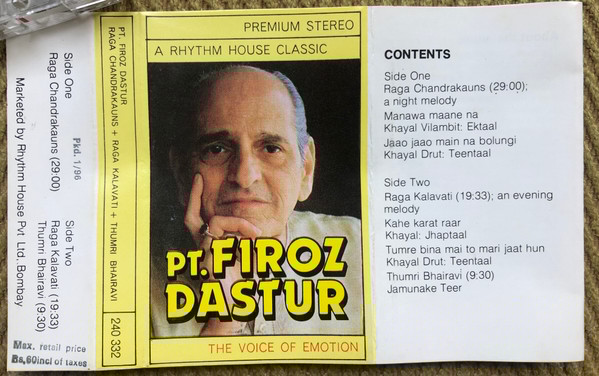 Side One
Raga Chandrakauns (29:00)
Side Two
Raga Kalavati (19:33)
Thumri Bhairavi (9:30)
Pkd. 1/96
Marketed by Rhythm House Pvt Ltd. Bombay
Max. retail price
Rs,60incl of taxes
PT. FIROZ DASTUR
RAGA CHANDRAKAUNS + RAGA KALAVATI + THUMRI BHAIRAVI
240 332
PREMIUM STEREO
A RHYTHM HOUSE CLASSIC
PT. FIROZ
DASTUR
THE VOICE OF EMOTION
CONTENTS
Side One
Raga Chandrakauns (29:00);
a night melody
Manawa maane na
Khayal Vilambit: Ektaal
Jaao jaao main na bolungi
Khayal Drut: Teentaal
Side Two
Raga Kalavati (19:33); an evening
melody
Kahe karat raar
Khayal: Jhaptaal
Tumre bina mai to mari jaat hun
Khayal Drut: Teentaal
Thumri Bhairavi (9:30)
Jamunake Teer